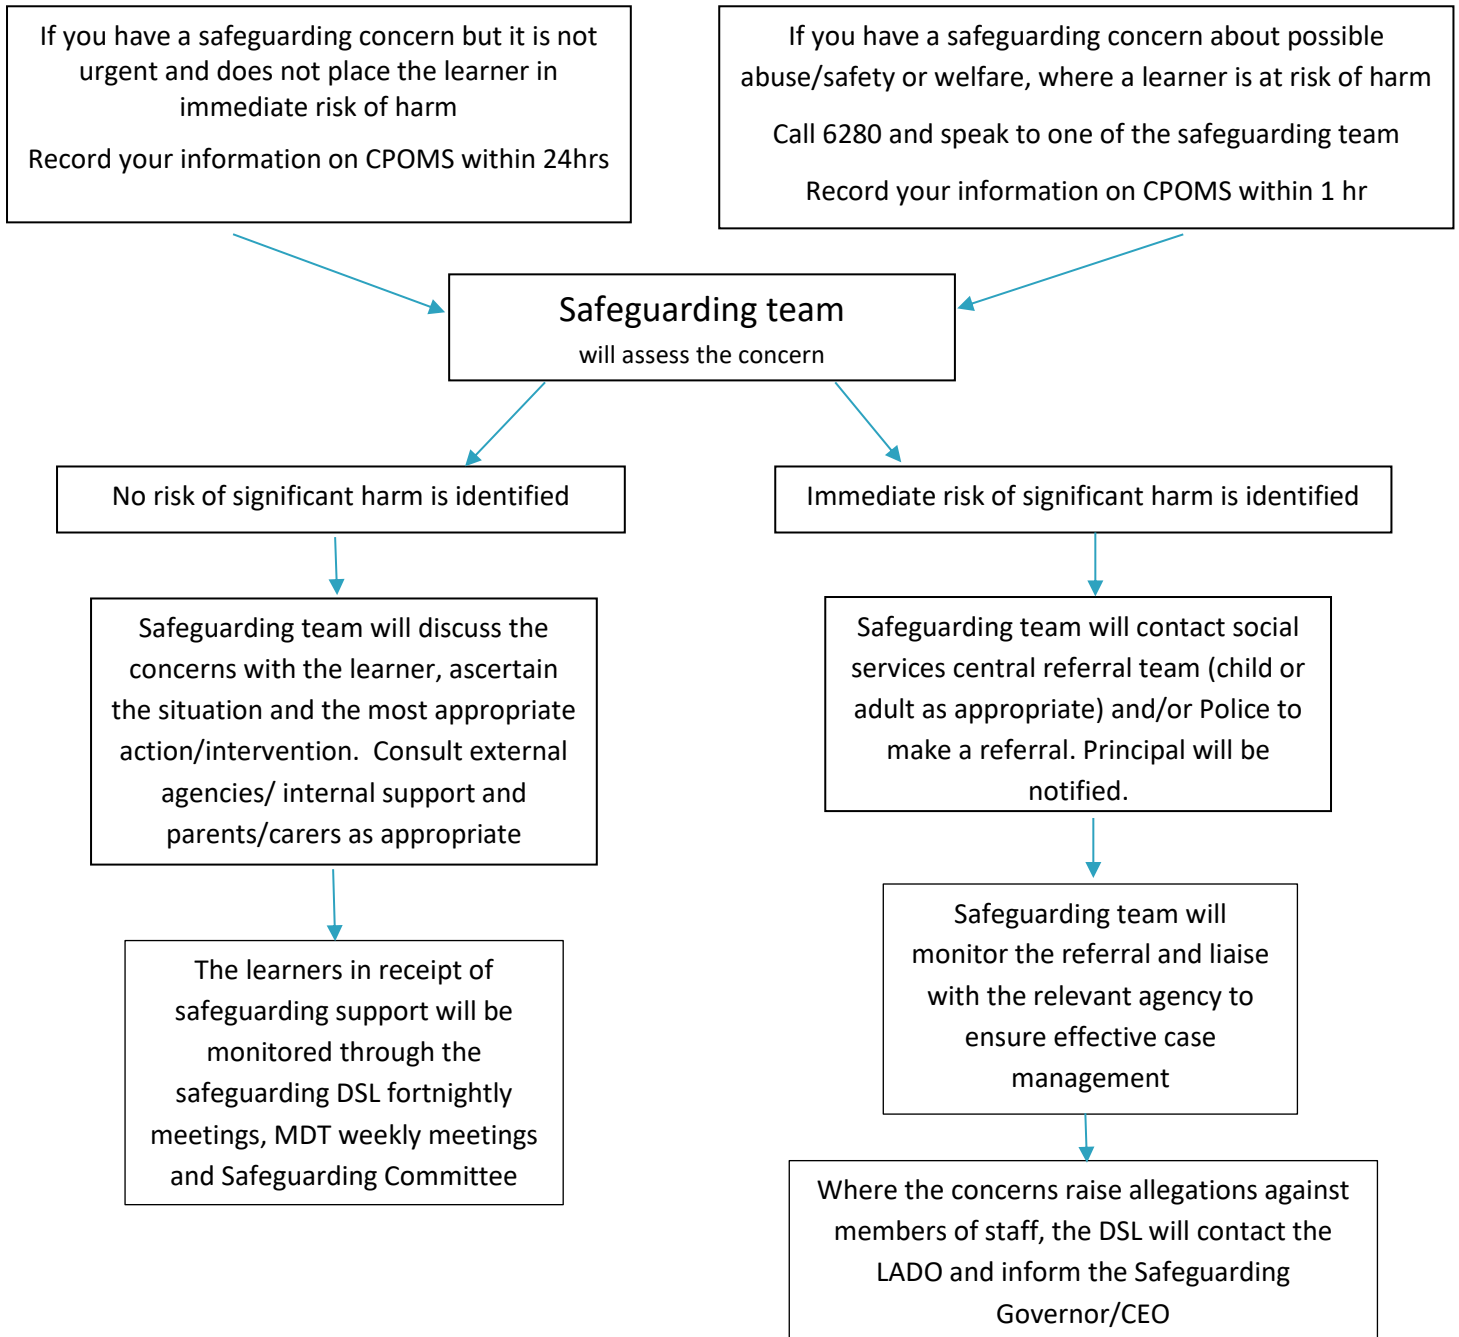 If you have a safeguarding concern but it is not
urgent and does not place the learner in
immediate risk of harm
Record your information on CPOMS within 24hrs
If you have a safeguarding concern about possible
abuse/safety or welfare, where a learner is at risk of harm
Call 6280 and speak to one of the safeguarding team
Record your information on CPOMS within 1 hr
Safeguarding team
will assess the concern
No risk of significant harm is identified
Safeguarding team will discuss the
concerns with the learner, ascertain
the situation and the most appropriate
action/intervention.  Consult external
agencies/ internal support and
parents/carers as appropriate
The learners in receipt of
safeguarding support will be
monitored through the
safeguarding DSL fortnightly
meetings, MDT weekly meetings
and Safeguarding Committee
Immediate risk of significant harm is identified
Safeguarding team will contact social
services central referral team (child or
adult as appropriate) and/or Police to
make a referral. Principal will be
notified.
Safeguarding team will
monitor the referral and liaise
with the relevant agency to
ensure effective case
management
Where the concerns raise allegations against
members of staff, the DSL will contact the
LADO and inform the Safeguarding
Governor/CEO